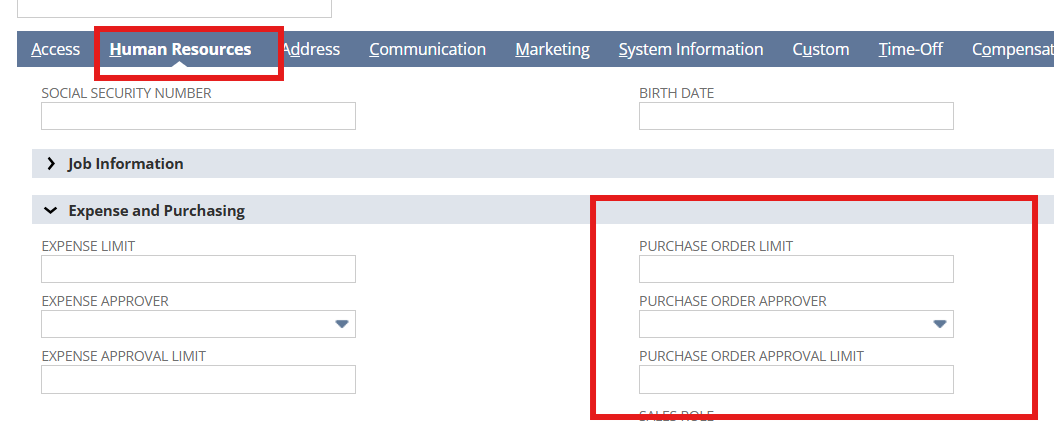 Access Human Resources Address Communication Marketing System Information Custom Time-Off Compensat
SOCIAL SECURITY NUMBER BIRTH DATE
Job Information
Expense and Purchasing
EXPENSE LIMIT PURCHASE ORDER LIMIT
EXPENSE APPROVER PURCHASE ORDER APPROVER
EXPENSE APPROVAL LIMIT PURCHASE ORDER APPROVAL LIMIT
SALES ROLE